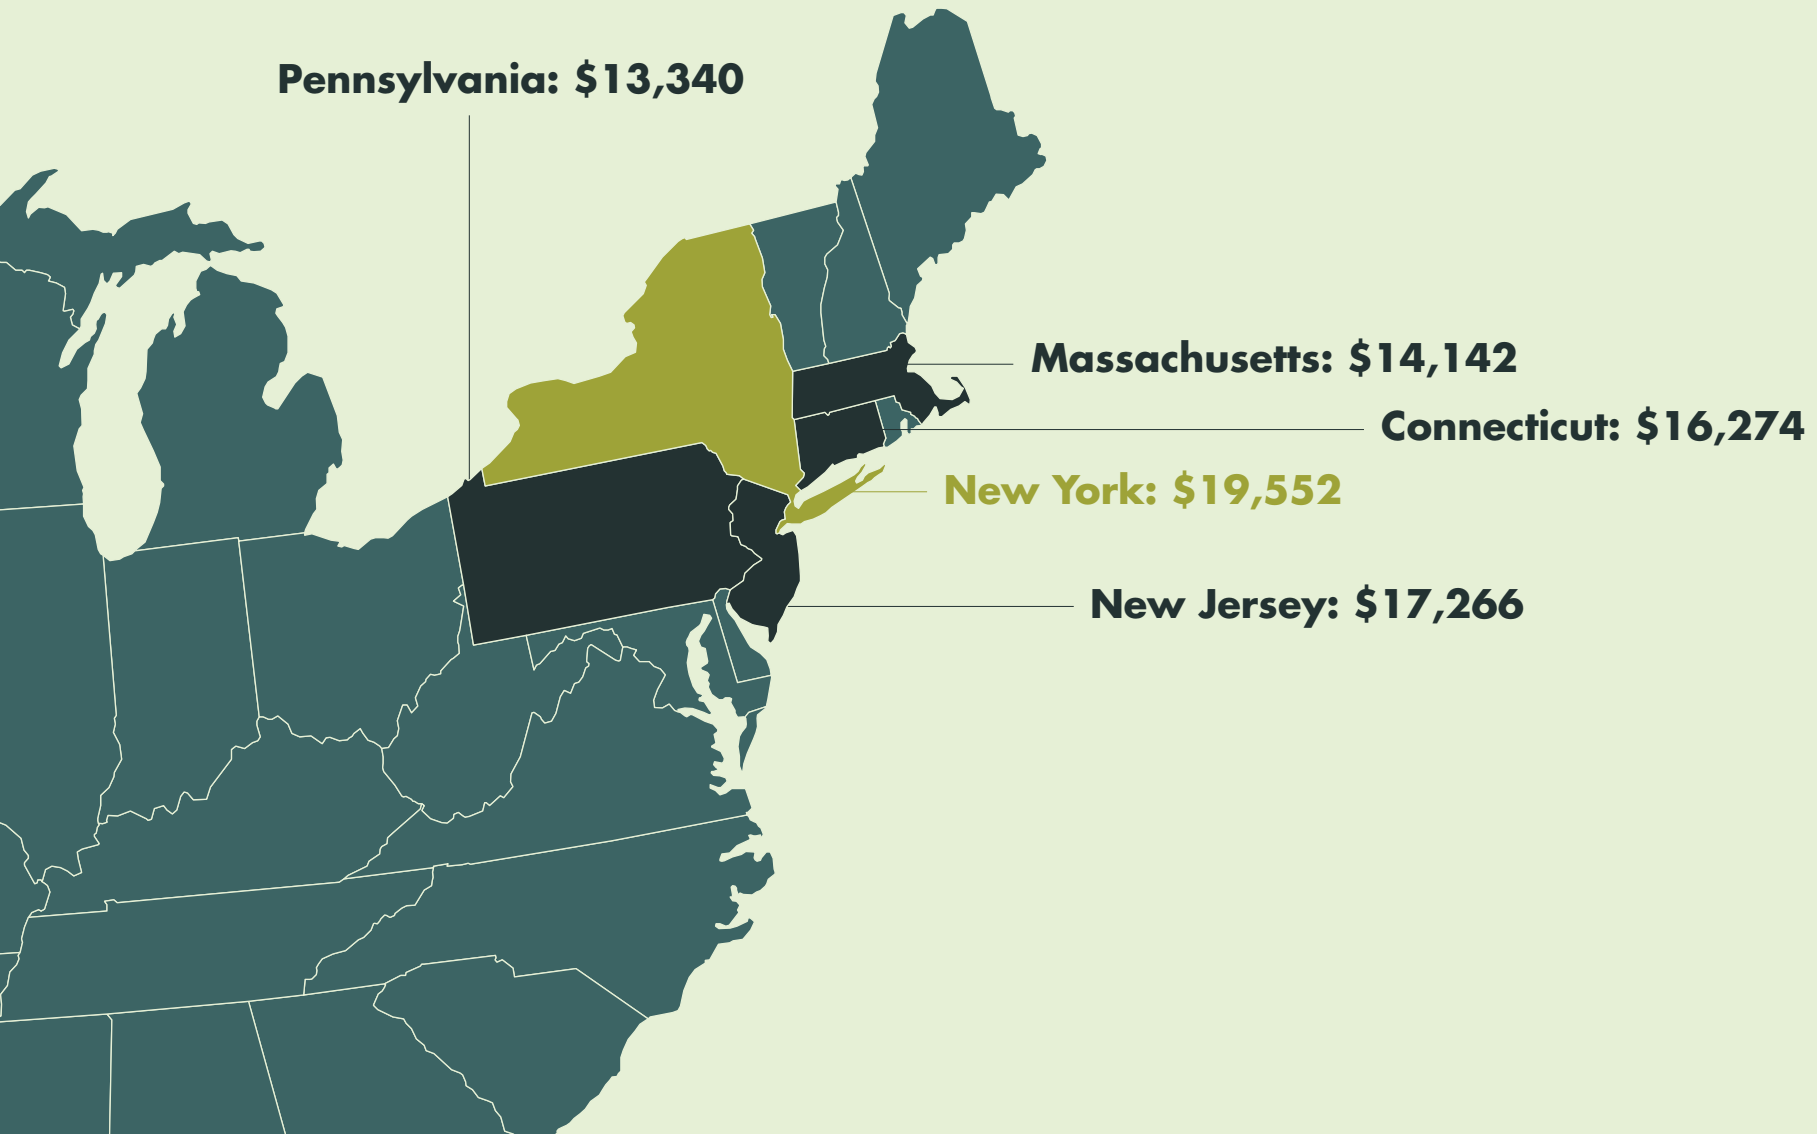 Pennsylvania: $13,340
Massachusetts: $14,142
Connecticut: $16,274
New York: $19,552
New Jersey: $17,266